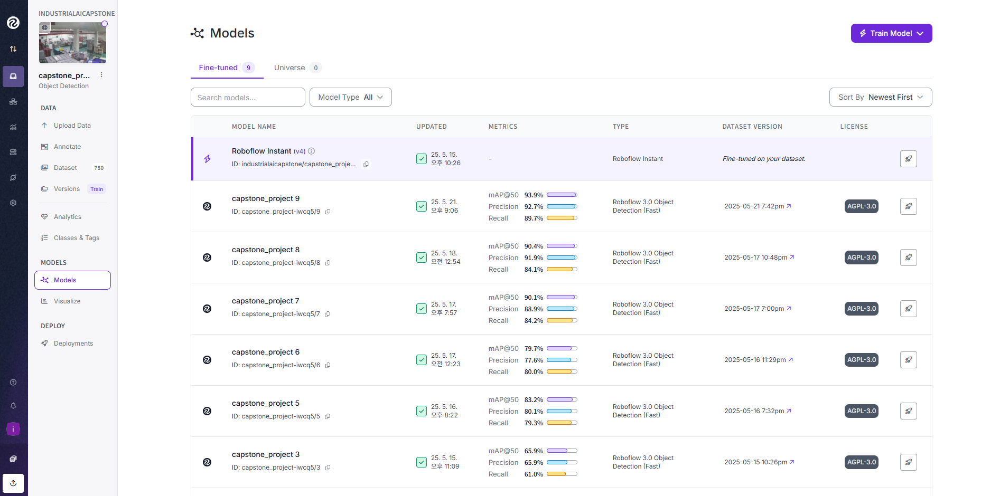 INDUSTRIALAICAPSTONE
capstone_pr...
Object Detection
DATA
Upload Data
Annotate
Dataset 750
Versions Train
Analytics
Classes & Tags
MODELS
Models
Visualize
DEPLOY
Deployments
i
Models
Train Model
Fine-tuned 9
Universe 0
Search models...
Model Type All
Sort By Newest First
MODEL NAME UPDATED METRICS TYPE DATASET VERSION LICENSE
Roboflow Instant (v4)
ID: industrialaicapstone/capstone_proje...
25. 5. 15.
오후 10:26
-
Roboflow Instant
Fine-tuned on your dataset.
capstone_project 9
ID: capstone_project-iwcq5/9
25. 5. 21.
오후 9:06
mAP@50 93.9%
Precision 92.7%
Recall 89.7%
Roboflow 3.0 Object
Detection (Fast)
2025-05-21 7:42pm
AGPL-3.0
capstone_project 8
ID: capstone_project-iwcq5/8
25. 5. 18.
오전 12:54
mAP@50 90.4%
Precision 91.9%
Recall 84.1%
Roboflow 3.0 Object
Detection (Fast)
2025-05-17 10:48pm
AGPL-3.0
capstone_project 7
ID: capstone_project-iwcq5/7
25. 5. 17.
오후 7:57
mAP@50 90.1%
Precision 88.9%
Recall 84.2%
Roboflow 3.0 Object
Detection (Fast)
2025-05-17 7:00pm
AGPL-3.0
capstone_project 6
ID: capstone_project-iwcq5/6
25. 5. 17.
오전 12:23
mAP@50 79.7%
Precision 77.6%
Recall 80.0%
Roboflow 3.0 Object
Detection (Fast)
2025-05-16 11:29pm
AGPL-3.0
capstone_project 5
ID: capstone_project-iwcq5/5
25. 5. 16.
오후 8:22
mAP@50 83.2%
Precision 80.1%
Recall 79.3%
Roboflow 3.0 Object
Detection (Fast)
2025-05-16 7:32pm
AGPL-3.0
capstone_project 3
ID: capstone_project-iwcq5/3
25. 5. 15.
오후 11:09
mAP@50 65.9%
Precision 65.9%
Recall 61.0%
Roboflow 3.0 Object
Detection (Fast)
2025-05-15 10:26pm
AGPL-3.0